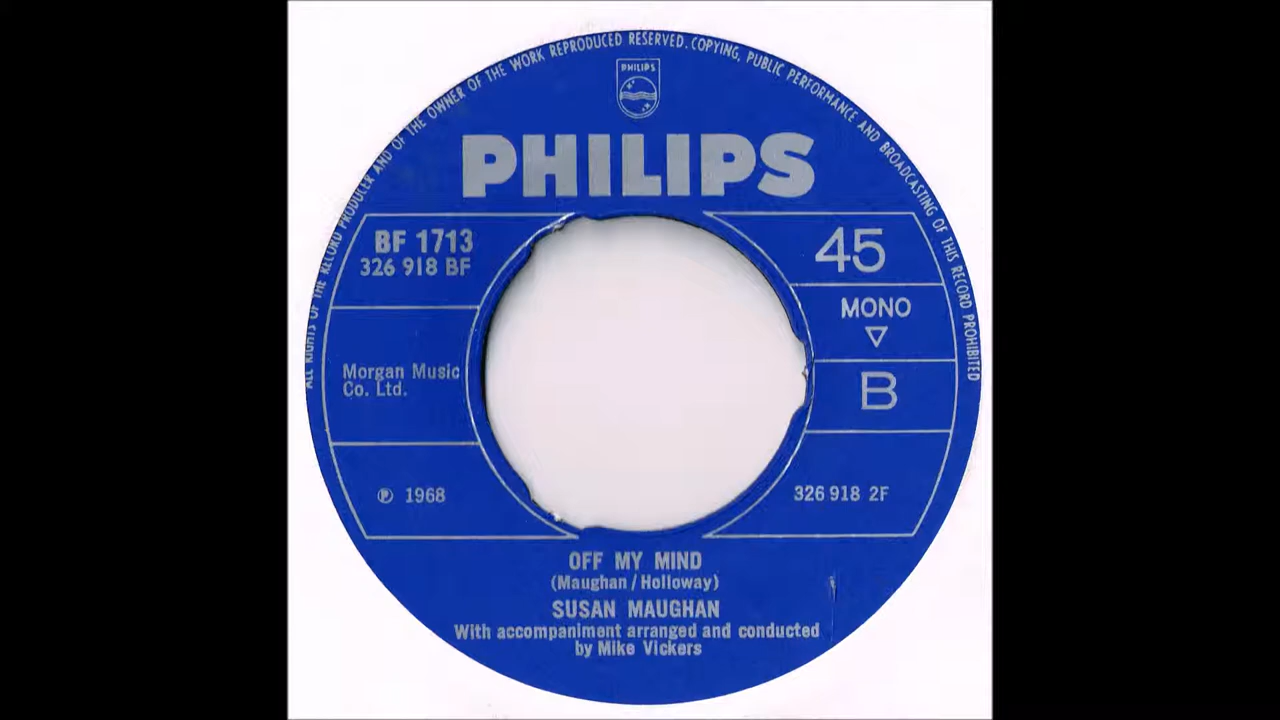 ALL RIGHTS OF THE RECORD PRODUCER AND OF THE OWNER OF THE WORK REPRODUCED RESERVED. COPYING, PUBLIC PERFORMANCE AND BROADCASTING OF THIS RECORD PROHIBITED
PHILIPS
PHILIPS
BF 1713
326 918 BF
45
MONO
Morgan Music
Co. Ltd.
B
℗ 1968
326 918 2F
OFF MY MIND
(Maughan / Holloway)
SUSAN MAUGHAN
With accompaniment arranged and conducted
by Mike Vickers